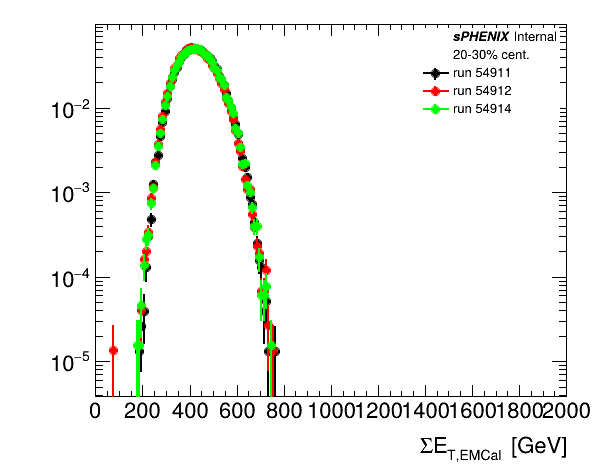 sPHENIX Internal
20-30% cent.
run 54911
run 54912
run 54914
10⁻²
10⁻³
10⁻⁴
10⁻⁵
0 200 400 600 800 1000 1200 1400 1600 1800 2000
ΣE_T,EMCal [GeV]